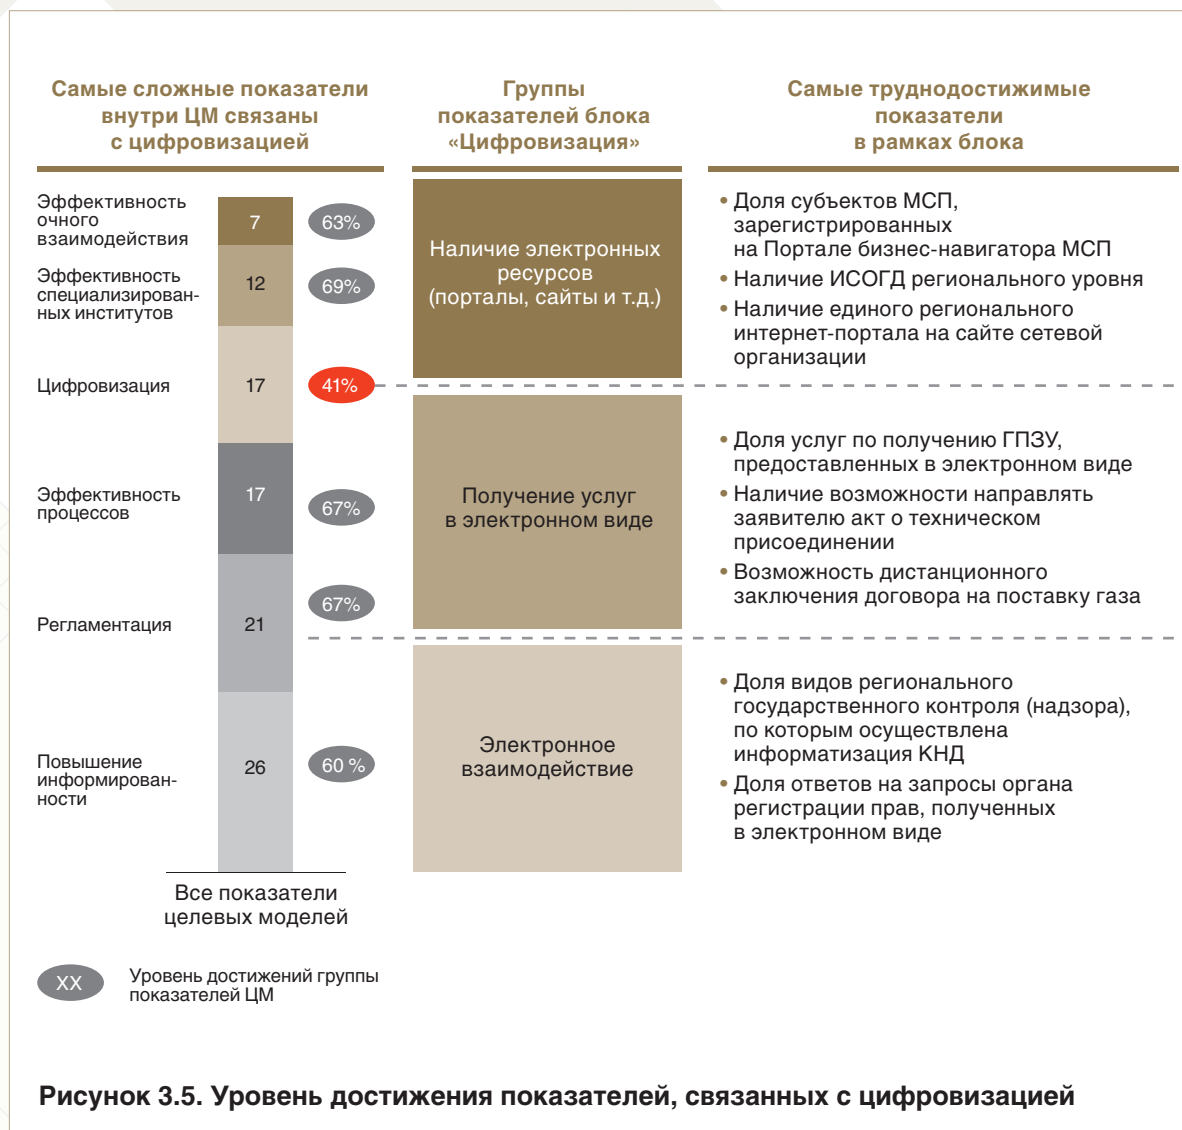 Самые сложные показатели
внутри ЦМ связаны
с цифровизацией
Эффективность
очного
взаимодействия
7
63%
Эффективность
специализирован-
ных институтов
12
69%
Цифровизация
17
41%
Эффективность
процессов
17
67%
Регламентация
21
67%
Повышение
информирован-
ности
26
60 %
Все показатели
целевых моделей
XX
Уровень достижений группы
показателей ЦМ
Группы
показателей блока
«Цифровизация»
Наличие электронных
ресурсов
(порталы, сайты и т.д.)
Получение услуг
в электронном виде
Электронное
взаимодействие
Самые труднодостижимые
показатели
в рамках блока
• Доля субъектов МСП,
зарегистрированных
на Портале бизнес-навигатора МСП
• Наличие ИСОГД регионального уровня
• Наличие единого регионального
интернет-портала на сайте сетевой
организации
• Доля услуг по получению ГПЗУ,
предоставленных в электронном виде
• Наличие возможности направлять
заявителю акт о техническом
присоединении
• Возможность дистанционного
заключения договора на поставку газа
• Доля видов регионального
государственного контроля (надзора),
по которым осуществлена
информатизация КНД
• Доля ответов на запросы органа
регистрации прав, полученных
в электронном виде
Рисунок 3.5. Уровень достижения показателей, связанных с цифровизацией